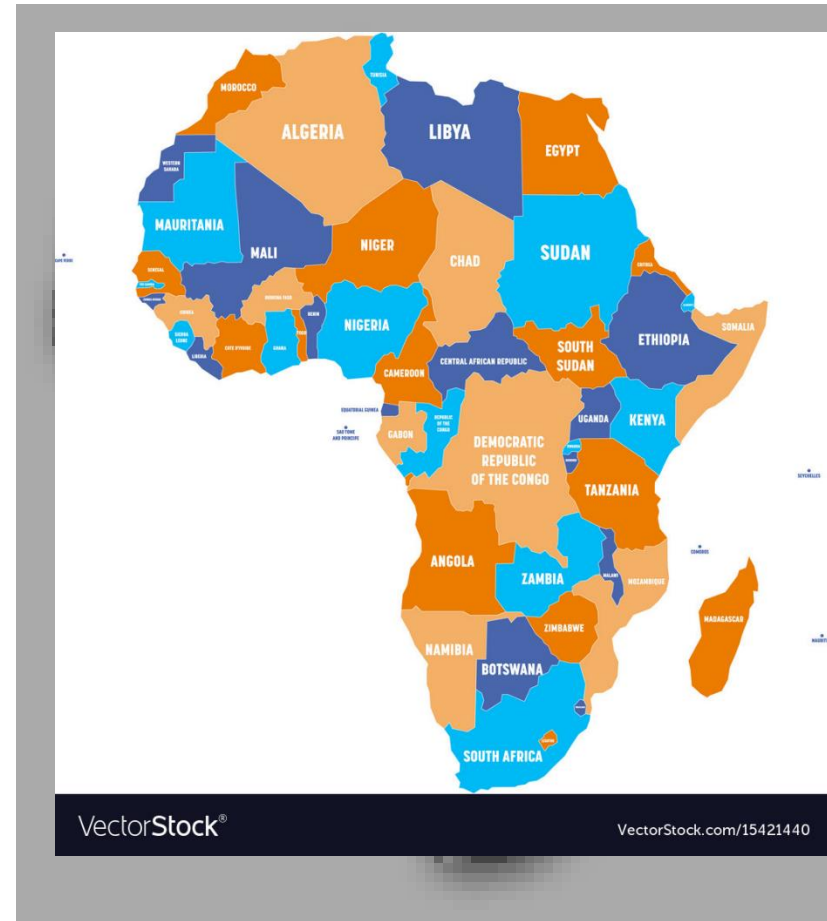 TUNISIA
MOROCCO
ALGERIA
LIBYA
EGYPT
WESTERN
SAHARA
MAURITANIA
MALI
NIGER
CHAD
SUDAN
ERITREA
SENEGAL
GUINEA
BURKINA FASO
BENIN
NIGERIA
SIERRA
LEONE
LIBERIA
COTE D'IVOIRE
GHANA
CAMEROON
CENTRAL AFRICAN REPUBLIC
SOUTH
SUDAN
ETHIOPIA
SOMALIA
EQUATORIAL GUINEA
SAO TOME
AND PRINCIPE
GABON
REPUBLIC
OF THE
CONGO
DEMOCRATIC
REPUBLIC
OF THE CONGO
UGANDA
KENYA
TANZANIA
SEYCHELLES
COMOROS
ANGOLA
ZAMBIA
MALAWI
MOZAMBIQUE
MADAGASCAD
ZIMBABWE
NAMIBIA
BOTSWANA
SOUTH AFRICA
VectorStock®
VectorStock.com/15421440